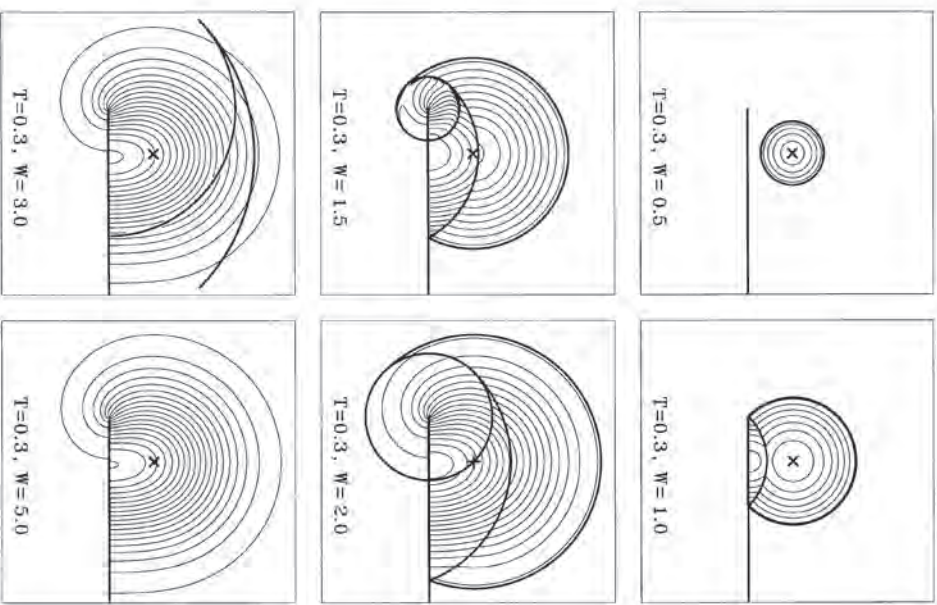 T=0.3, W=0.5
T=0.3, W=1.0
T=0.3, W=1.5
T=0.3, W=2.0
T=0.3, W=3.0
T=0.3, W=5.0